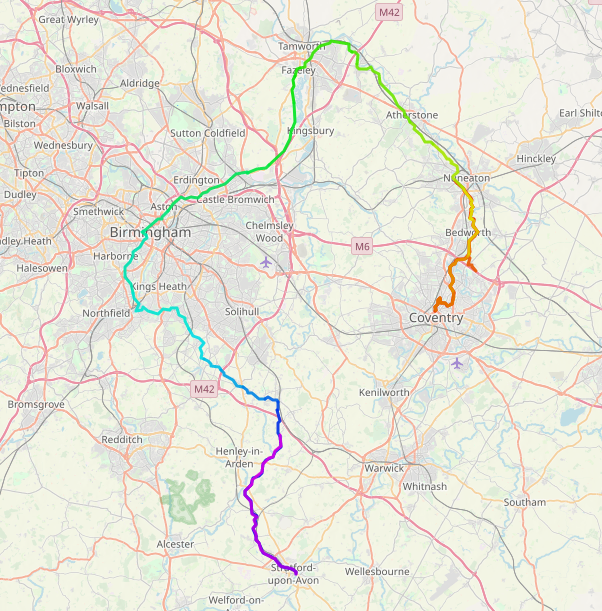 M42
Great Wyrley
Tamworth
Bloxwich
Fazeley
Aldridge
ednesfield
mpton
Walsall
Atherstone
Earl Shilto
Bilston
Sutton Coldfield
Kingsbury
Wednesbury
Hinckley
Tipton
Erdington
Nuneaton
Dudley
Castle Bromwich
Smethwick
Aston
Chelmsley
Wood
Birmingham
Bedworth
dley Heath
M6
Harborne
Halesowen
Kings Heath
Northfield
Solihull
Coventry
M42
Kenilworth
Bromsgrove
Redditch
Henley-in-
Arden
Warwick
Whitnash
Southam
Alcester
Stratford-
upon-Avon
Wellesbourne
Welford-on-